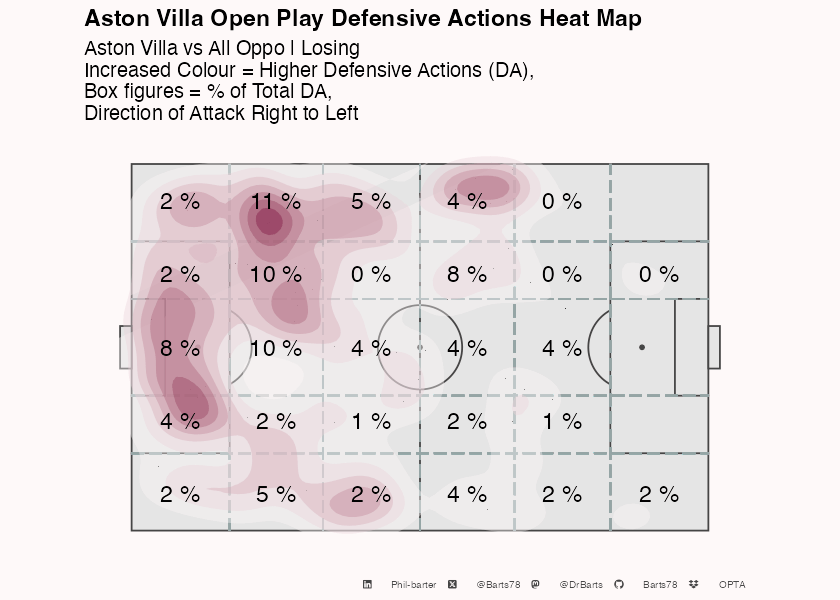 Aston Villa Open Play Defensive Actions Heat Map
Aston Villa vs All Oppo | Losing
Increased Colour = Higher Defensive Actions (DA),
Box figures = % of Total DA,
Direction of Attack Right to Left
2 % 11 % 5 % 4 % 0 %
2 % 10 % 0 % 8 % 0 % 0 %
8 % 10 % 4 % 4 % 4 %
4 % 2 % 1 % 2 % 1 %
2 % 5 % 2 % 4 % 2 % 2 %
Phil-barter @Barts78 @DrBarts Barts78 OPTA